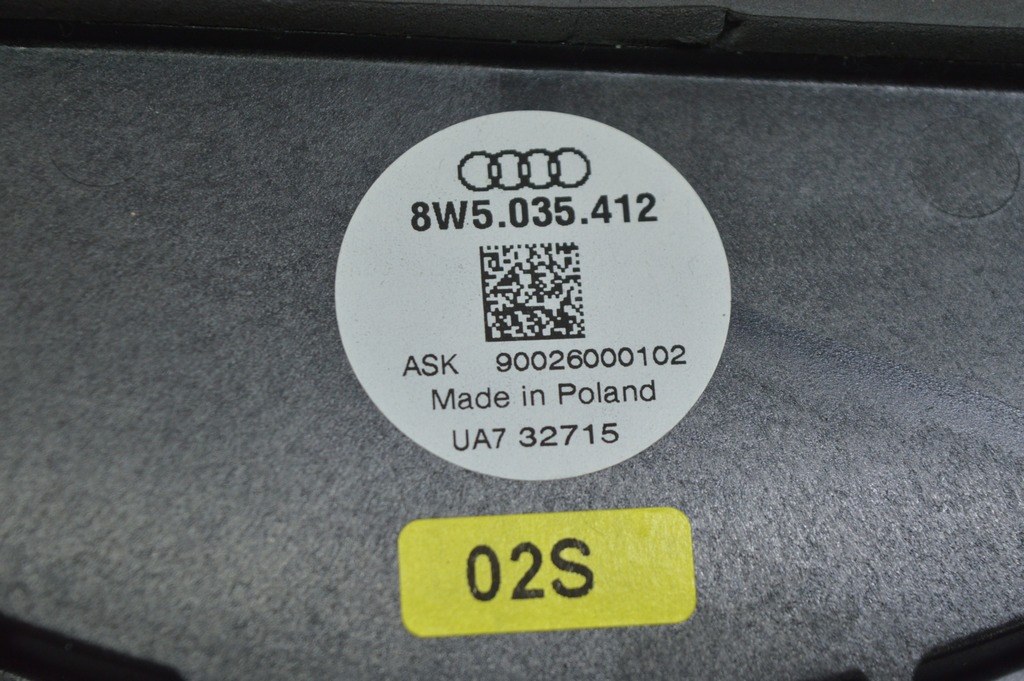 8W5.035.412
ASK 90026000102
Made in Poland
UA7 32715
02S